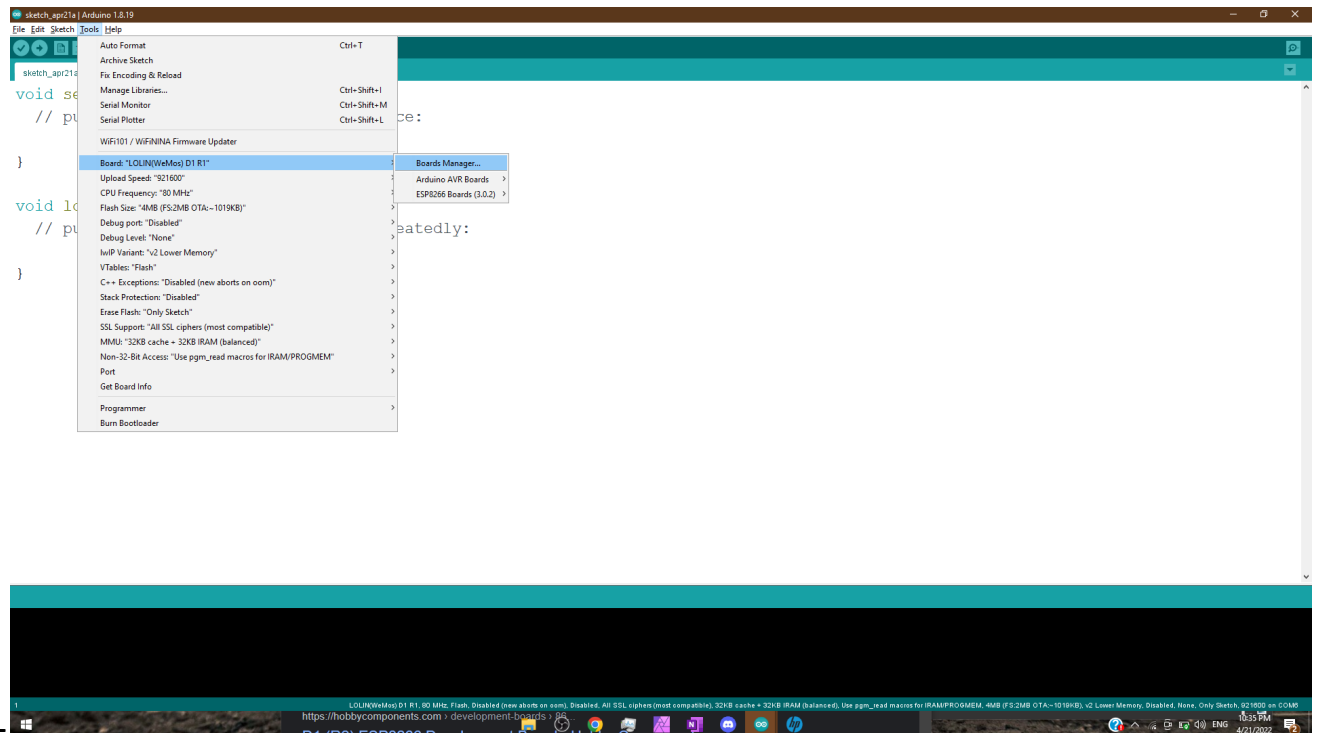 sketch_apr21a | Arduino 1.8.19
File Edit Sketch Tools Help
sketch_apr21a
Auto Format Ctrl+T
Archive Sketch
Fix Encoding & Reload
Manage Libraries... Ctrl+Shift+I
Serial Monitor Ctrl+Shift+M
Serial Plotter Ctrl+Shift+L
WiFi101 / WiFiNINA Firmware Updater
Board: "LOLIN(WeMos) D1 R1"
Upload Speed: "921600"
CPU Frequency: "80 MHz"
Flash Size: "4MB (FS:2MB OTA:~1019KB)"
Debug port: "Disabled"
Debug Level: "None"
lwIP Variant: "v2 Lower Memory"
VTables: "Flash"
C++ Exceptions: "Disabled (new aborts on oom)"
Stack Protection: "Disabled"
Erase Flash: "Only Sketch"
SSL Support: "All SSL ciphers (most compatible)"
MMU: "32KB cache + 32KB IRAM (balanced)"
Non-32-Bit Access: "Use pgm_read macros for IRAM/PROGMEM"
Port
Get Board Info
Programmer
Burn Bootloader
Boards Manager...
Arduino AVR Boards
ESP8266 Boards (3.0.2)
void se
// pu ce:
}
void lo
// pu eatedly:
}
1 LOLIN(WeMos) D1 R1, 80 MHz, Flash, Disabled (new aborts on oom), Disabled, All SSL ciphers (most compatible), 32KB cache + 32KB IRAM (balanced), Use pgm_read macros for IRAM/PROGMEM, 4MB (FS:2MB OTA:~1019KB), v2 Lower Memory, Disabled, None, Only Sketch, 921600 on COM6
https://hobbycomponents.com › development-boards ›
ENG
10:35 PM
4/21/2022